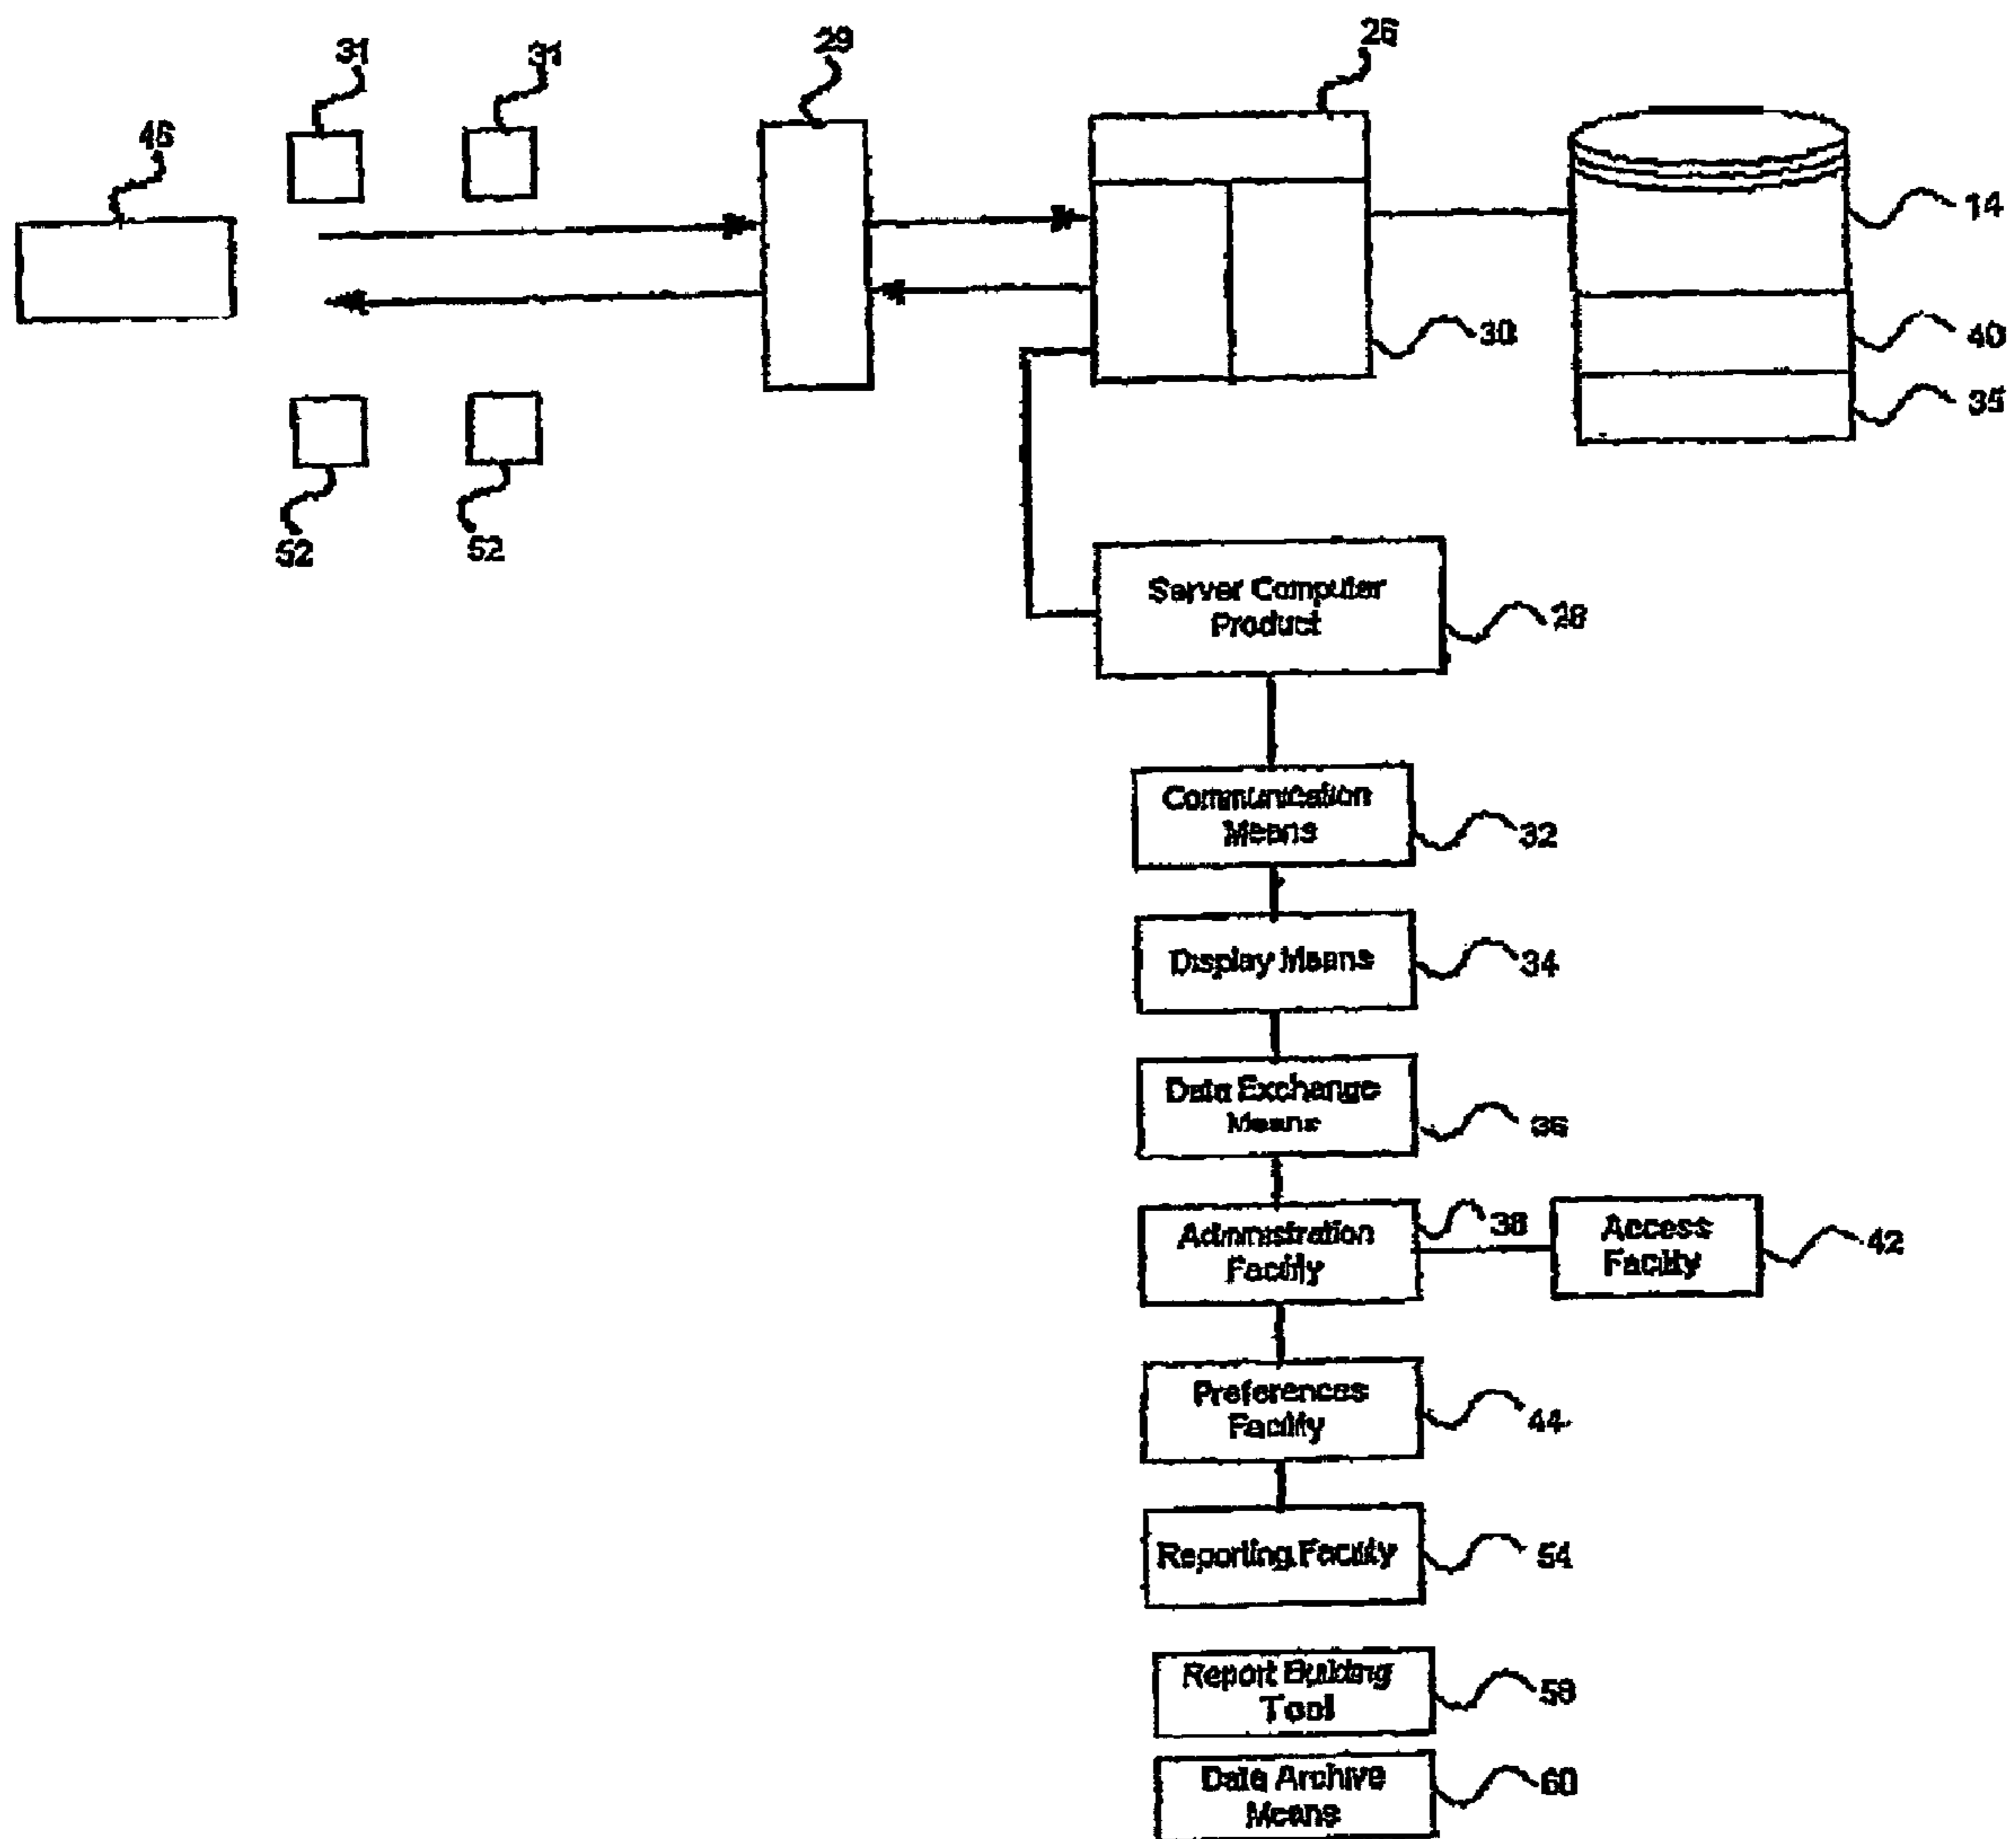 31
31
29
26
46
14
30
40
35
52
52
Server Computer
Product
28
Communication
Means
32
Display Means
34
Data Exchange
Means
36
Administration
Facility
38
Access
Facility
42
Preferences
Facility
44
Reporting Facility
54
Report Building
Tool
58
Data Archive
Means
60